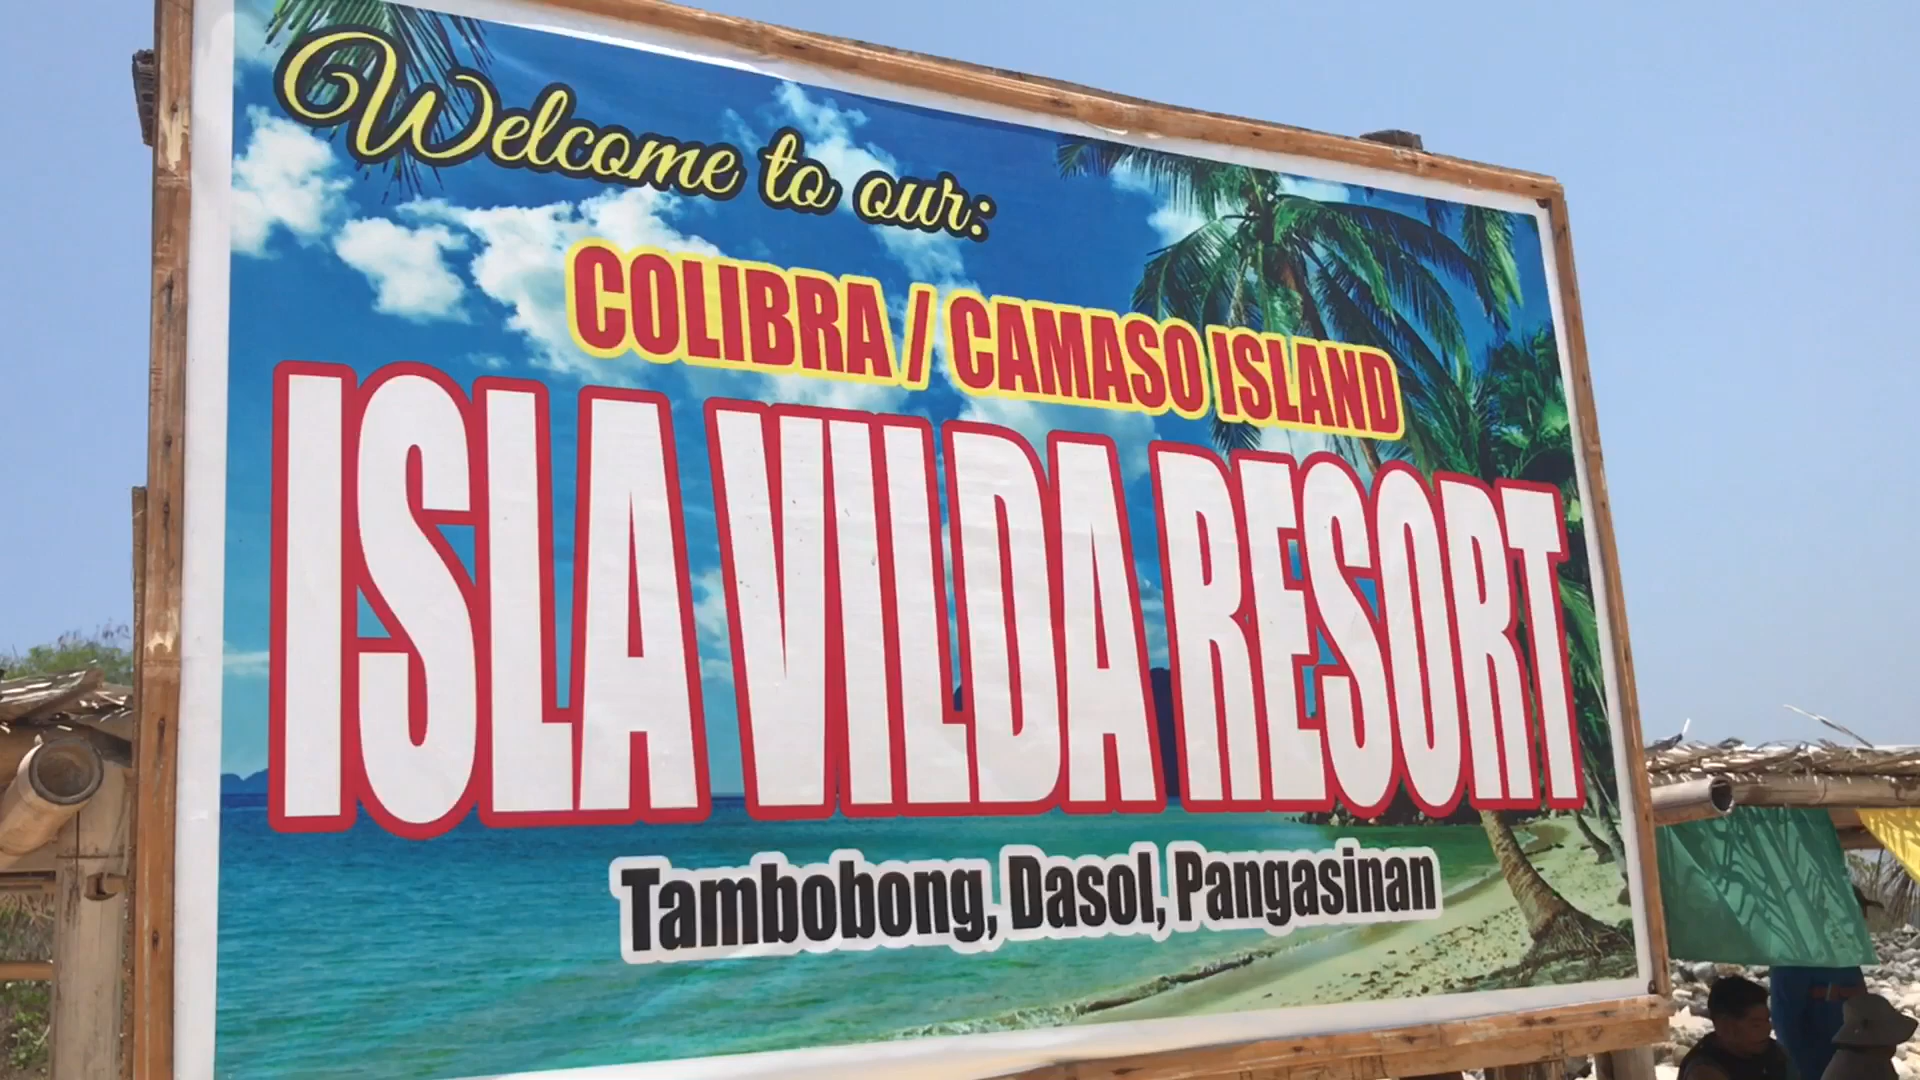 Welcome to our:
COLIBRA / CAMASO ISLAND
ISLA VILDA RESORT
Tambobong, Dasol, Pangasinan